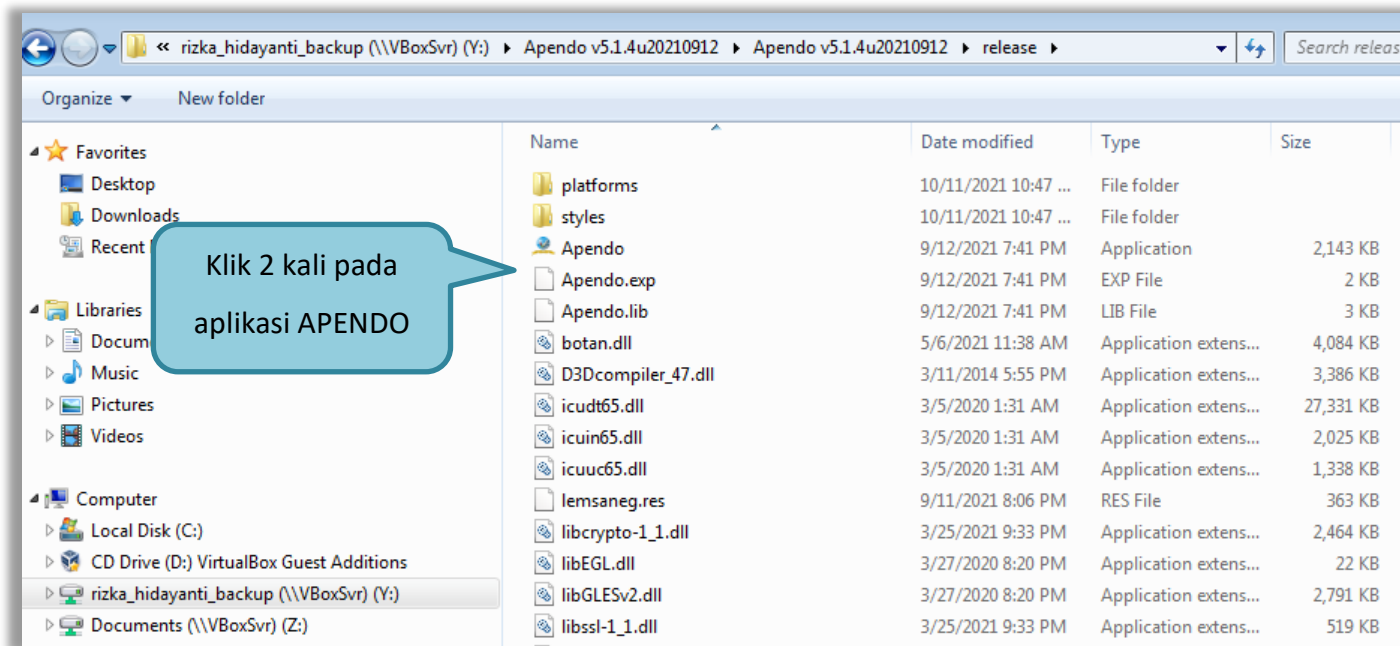 « rizka_hidayanti_backup (\\VBoxSvr) (Y:) Apendo v5.1.4u20210912 Apendo v5.1.4u20210912 release Search releas
Organize New folder
Name Date modified Type Size
Favorites
Desktop
Downloads
Recent
Libraries
Docum
Music
Pictures
Videos
Computer
Local Disk (C:)
CD Drive (D:) VirtualBox Guest Additions
rizka_hidayanti_backup (\\VBoxSvr) (Y:)
Documents (\\VBoxSvr) (Z:)
Klik 2 kali pada
aplikasi APENDO
platforms 10/11/2021 10:47 ... File folder
styles 10/11/2021 10:47 ... File folder
Apendo 9/12/2021 7:41 PM Application 2,143 KB
Apendo.exp 9/12/2021 7:41 PM EXP File 2 KB
Apendo.lib 9/12/2021 7:41 PM LIB File 3 KB
botan.dll 5/6/2021 11:38 AM Application extens... 4,084 KB
D3Dcompiler_47.dll 3/11/2014 5:55 PM Application extens... 3,386 KB
icudt65.dll 3/5/2020 1:31 AM Application extens... 27,331 KB
icuin65.dll 3/5/2020 1:31 AM Application extens... 2,025 KB
icuuc65.dll 3/5/2020 1:31 AM Application extens... 1,338 KB
lemsaneg.res 9/11/2021 8:06 PM RES File 363 KB
libcrypto-1_1.dll 3/25/2021 9:33 PM Application extens... 2,464 KB
libEGL.dll 3/27/2020 8:20 PM Application extens... 22 KB
libGLESv2.dll 3/27/2020 8:20 PM Application extens... 2,791 KB
libssl-1_1.dll 3/25/2021 9:33 PM Application extens... 519 KB